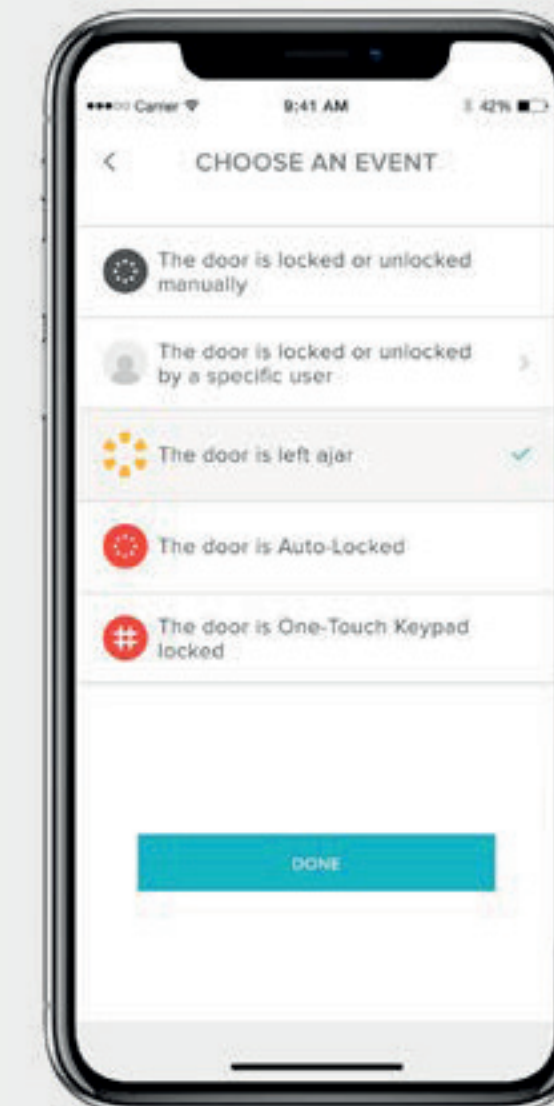 Carrier
9:41 AM
42%
CHOOSE AN EVENT
The door is locked or unlocked
manually
The door is locked or unlocked
by a specific user
The door is left ajar
The door is Auto-Locked
The door is One-Touch Keypad
locked
DONE